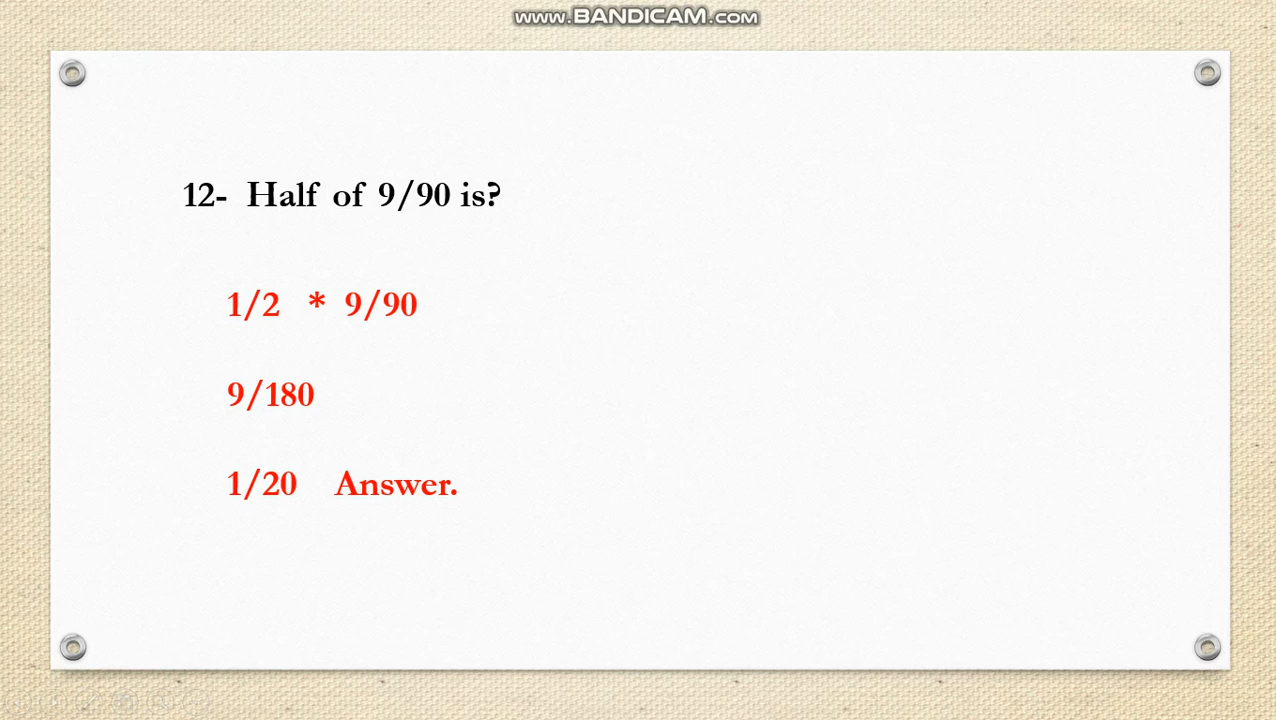 www.BANDICAM.com
12- Half of 9/90 is?
1/2 * 9/90
9/180
1/20 Answer.